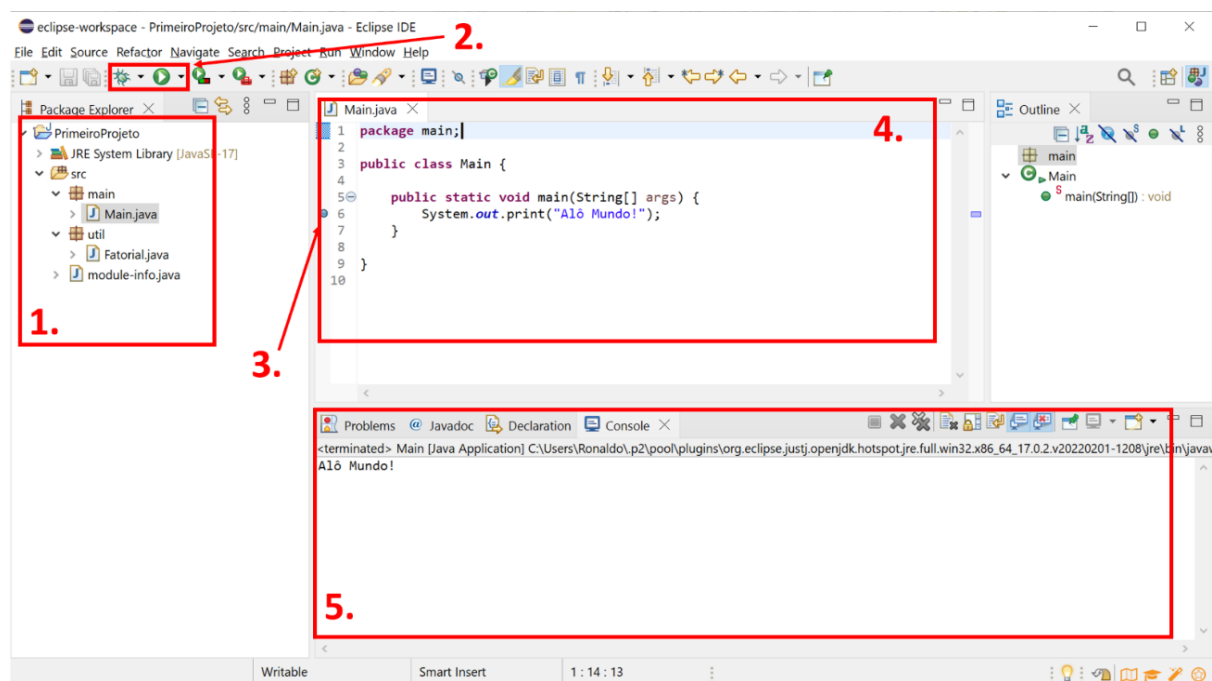 eclipse-workspace - PrimeiroProjeto/src/main/Main.java - Eclipse IDE
File Edit Source Refactor Navigate Search Project Run Window Help
2.
Package Explorer
PrimeiroProjeto
JRE System Library [JavaSE-17]
src
main
Main.java
util
Fatorial.java
module-info.java
1.
3.
Main.java
4.
1 package main;
2
3 public class Main {
4
5 public static void main(String[] args) {
6 System.out.print("Alô Mundo!");
7 }
8
9 }
10
Outline
main
Main
main(String[]) : void
Problems @ Javadoc Declaration Console
<terminated> Main [Java Application] C:\Users\Ronaldo\.p2\pool\plugins\org.eclipse.justj.openjdk.hotspot.jre.full.win32.x86_64_17.0.2.v20220201-1208\jre\bin\javaw
Alô Mundo!
5.
Writable Smart Insert 1 : 14 : 13